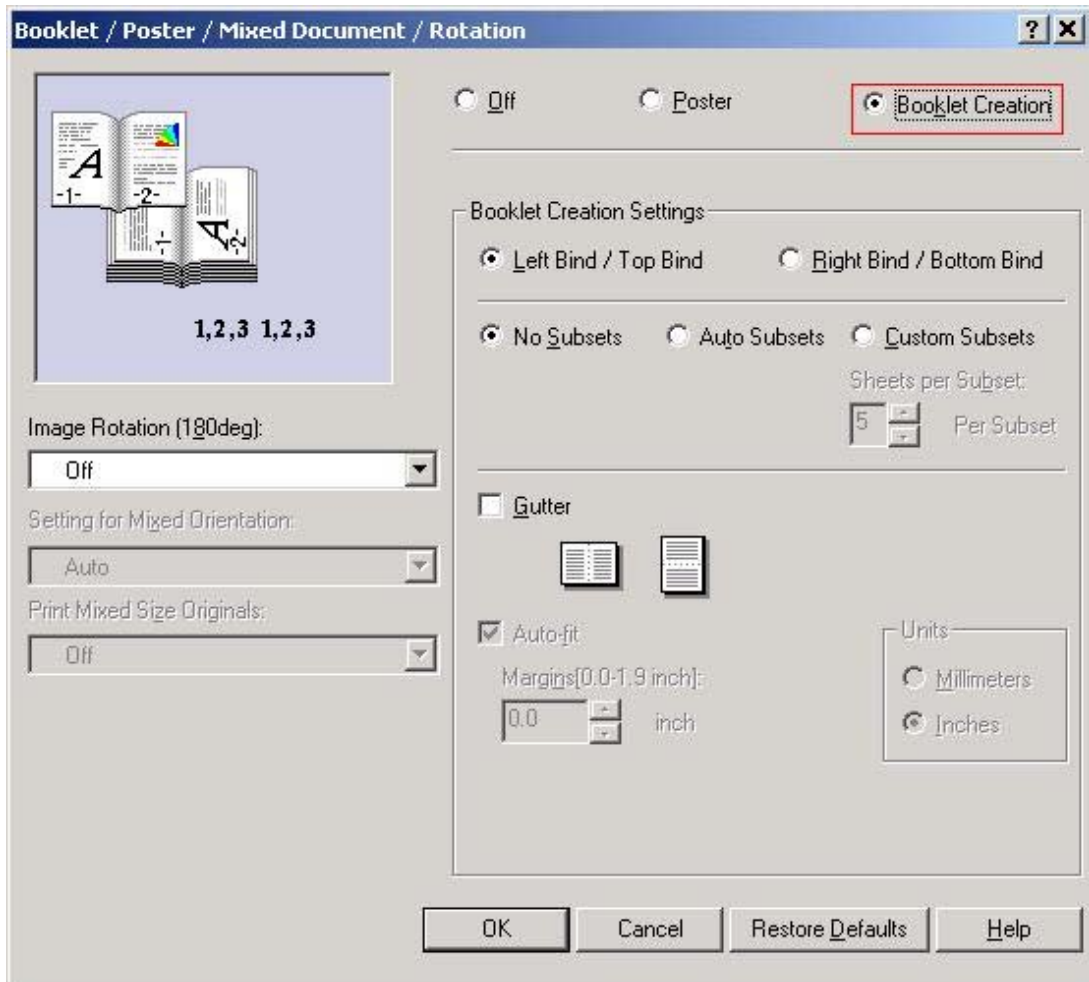 Booklet / Poster / Mixed Document / Rotation
Off Poster Booklet Creation
A
-1- -2-
-1- A -2-
1,2,3 1,2,3
Image Rotation (180deg):
Off
Setting for Mixed Orientation:
Auto
Print Mixed Size Originals:
Off
Booklet Creation Settings
Left Bind / Top Bind Right Bind / Bottom Bind
No Subsets Auto Subsets Custom Subsets
Sheets per Subset:
5 Per Subset
Gutter
Auto-fit
Margins[0.0-1.9 inch]:
0.0 inch
Units
Millimeters
Inches
OK Cancel Restore Defaults Help